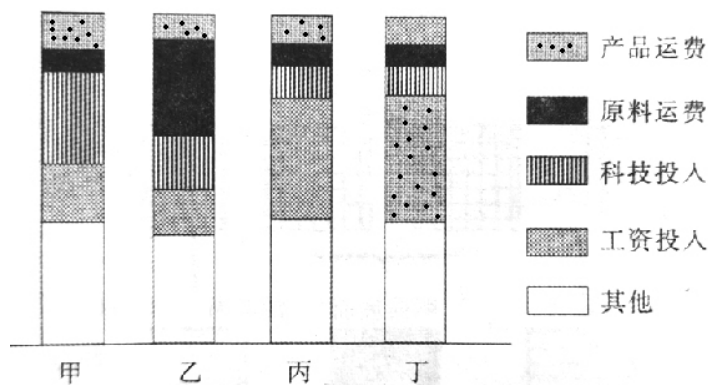 产品运费
原料运费
科技投入
工资投入
其他
甲 乙 丙 丁